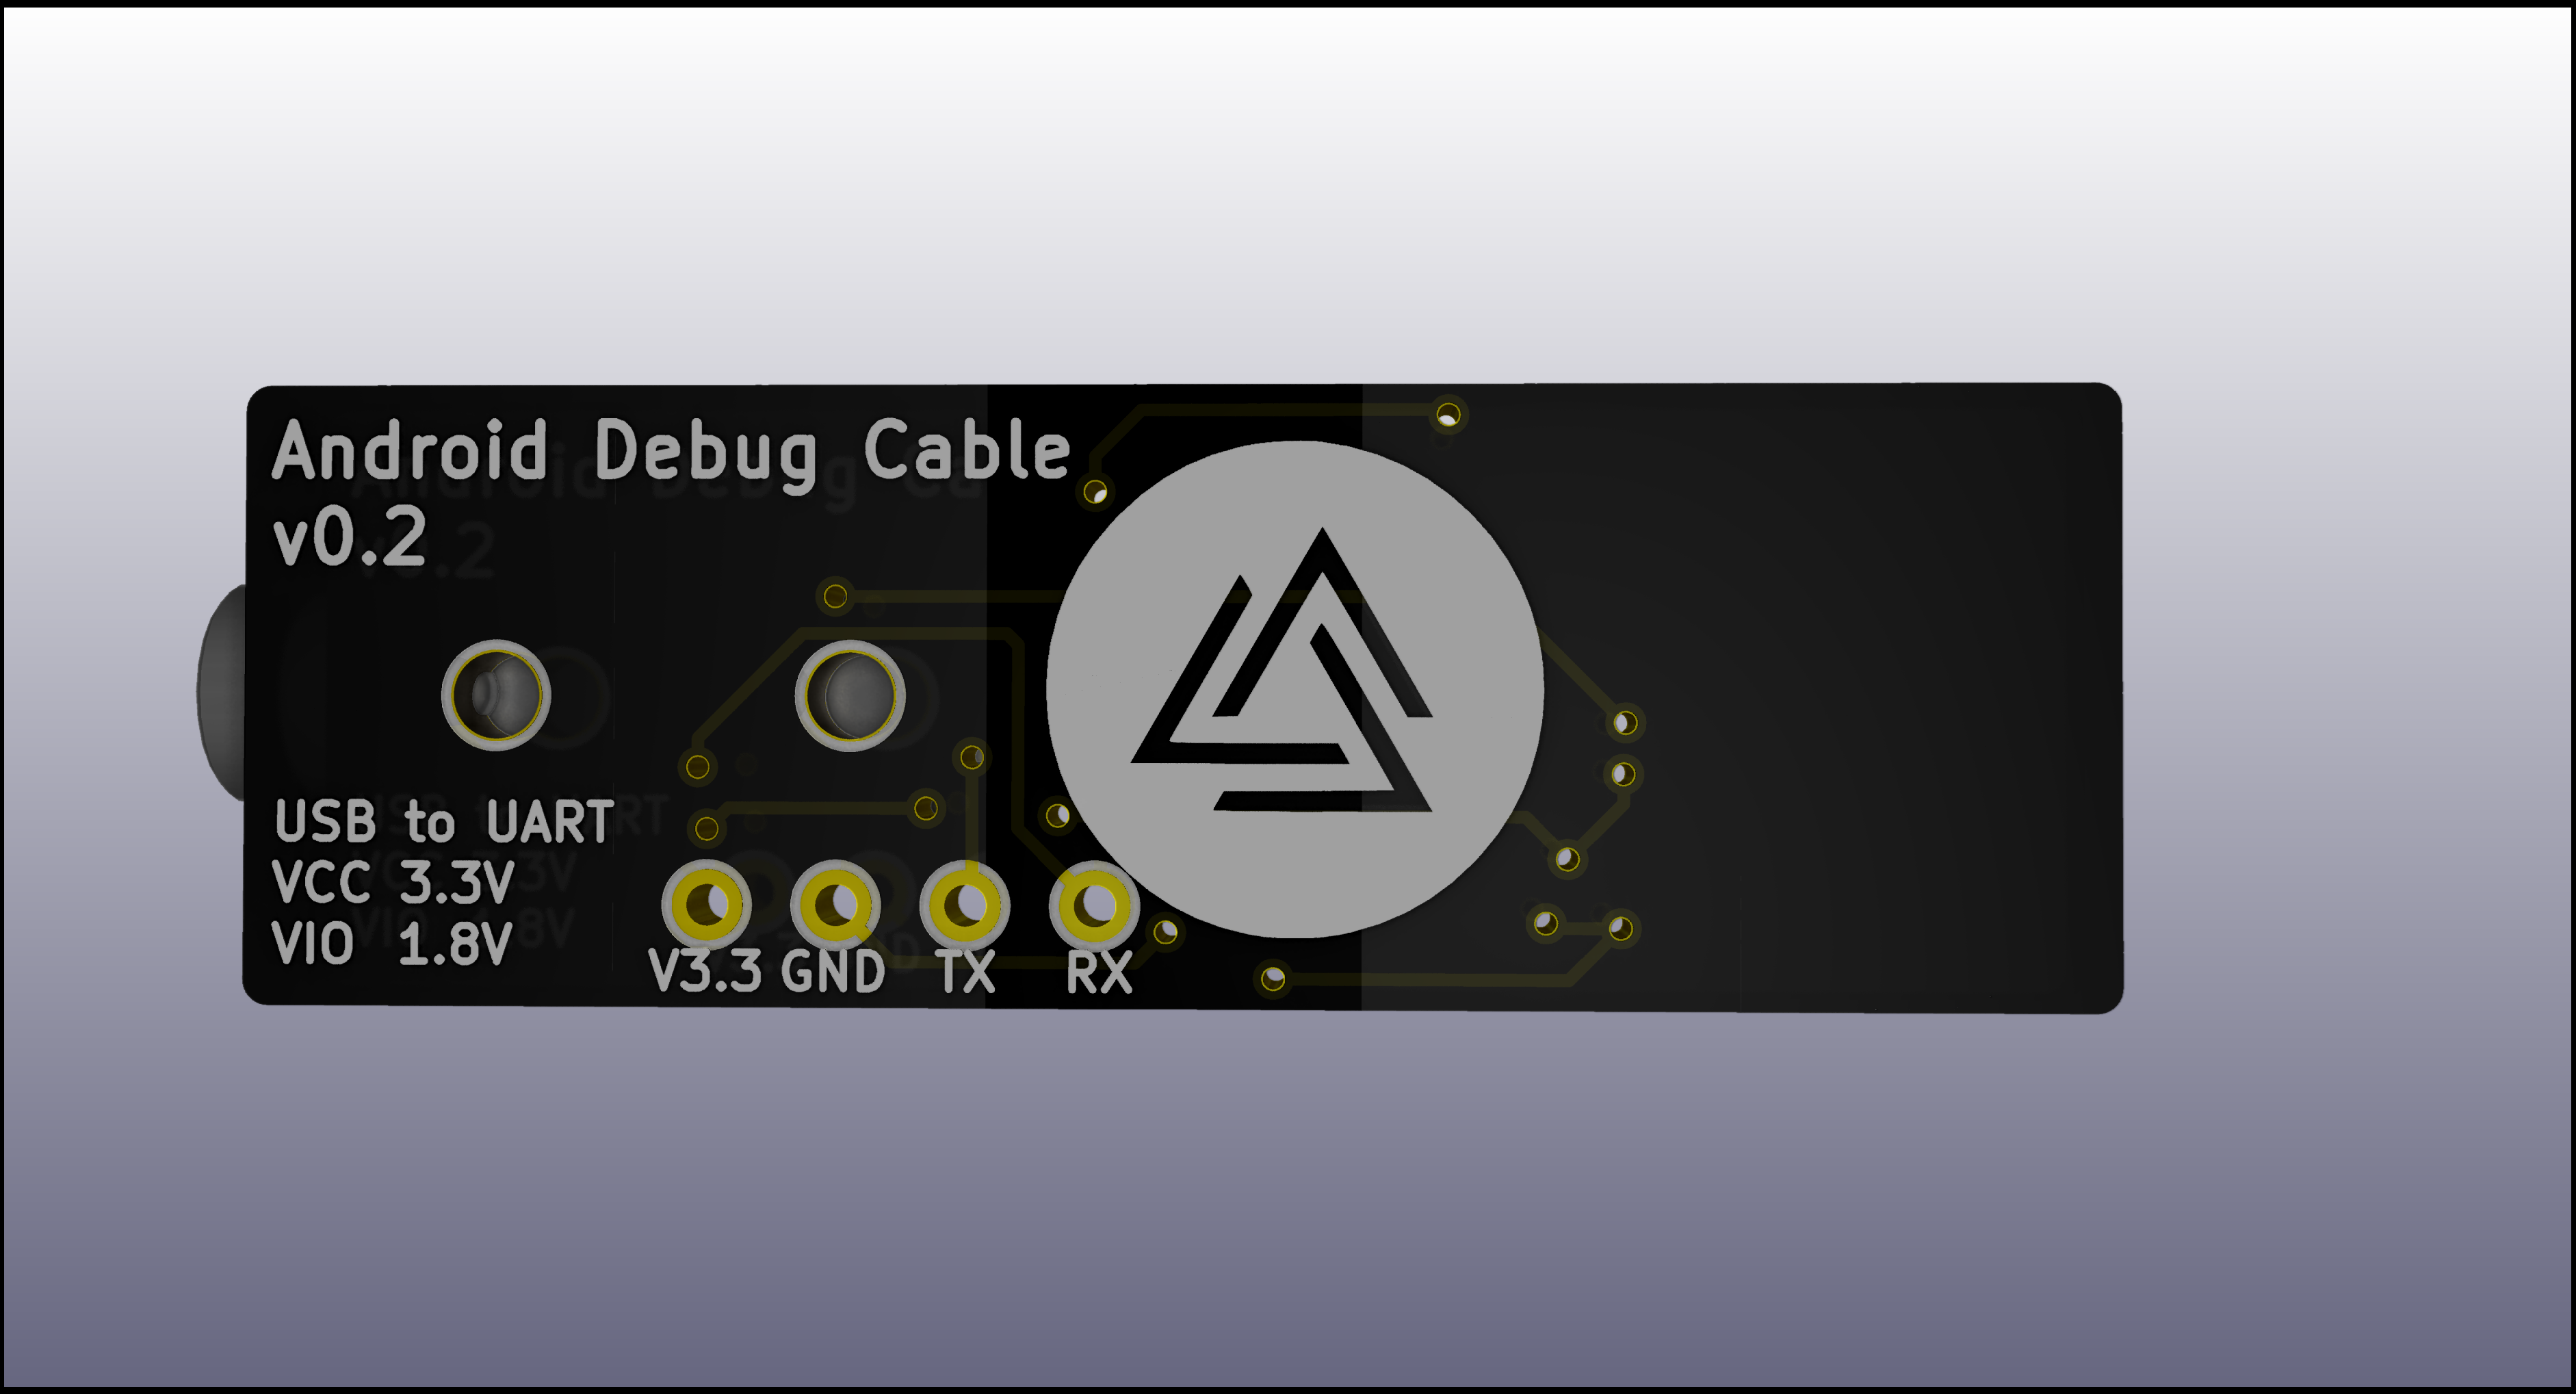 Android Debug Cable
v0.2
USB to UART
VCC 3.3V
VIO 1.8V
V3.3 GND TX RX